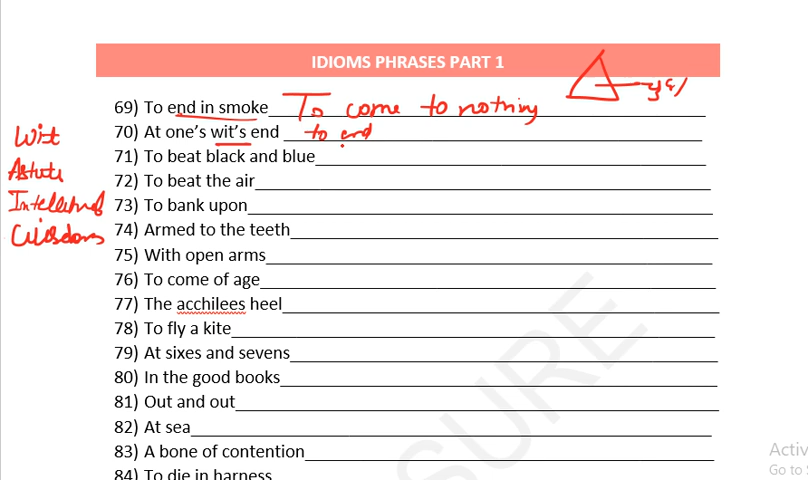 IDIOMS PHRASES PART 1
69) To end in smoke To come to nothing
70) At one's wit's end to end
71) To beat black and blue
72) To beat the air
73) To bank upon
74) Armed to the teeth
75) With open arms
76) To come of age
77) The acchilees heel
78) To fly a kite
79) At sixes and sevens
80) In the good books
81) Out and out
82) At sea
83) A bone of contention
84) To die in harness
Wit
Astute
Intellectual
Wisdom
SURE
Activ
Go to S